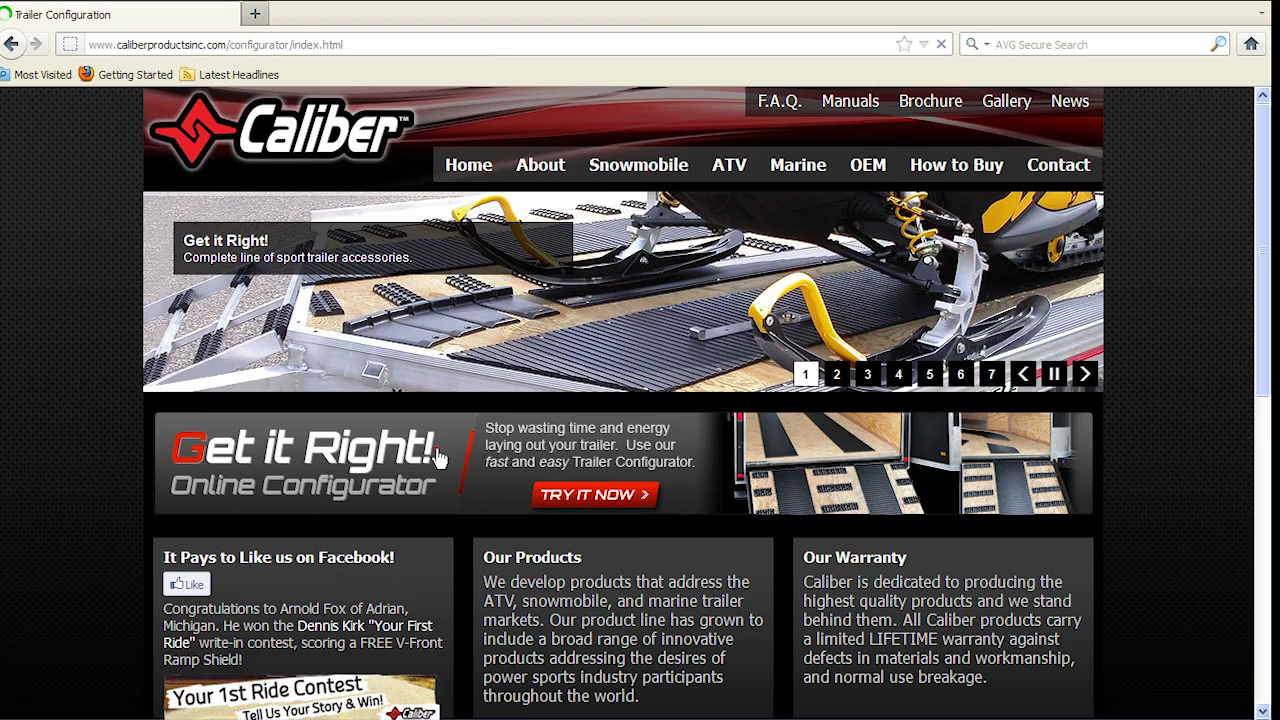 Trailer Configuration
www.caliberproductsinc.com/configurator/index.html
AVG Secure Search
Most Visited
Getting Started
Latest Headlines
Caliber™
F.A.Q. Manuals Brochure Gallery News
Home About Snowmobile ATV Marine OEM How to Buy Contact
Get it Right!
Complete line of sport trailer accessories.
1 2 3 4 5 6 7
Get it Right!
Online Configurator
Stop wasting time and energy
laying out your trailer. Use our
fast and easy Trailer Configurator.
TRY IT NOW >
It Pays to Like us on Facebook!
Like
Congratulations to Arnold Fox of Adrian,
Michigan. He won the Dennis Kirk "Your First
Ride" write-in contest, scoring a FREE V-Front
Ramp Shield!
Your 1st Ride Contest
Tell Us Your Story & Win!
Caliber
Our Products
We develop products that address the
ATV, snowmobile, and marine trailer
markets. Our product line has grown to
include a broad range of innovative
products addressing the desires of
power sports industry participants
throughout the world.
Our Warranty
Caliber is dedicated to producing the
highest quality products and we stand
behind them. All Caliber products carry
a limited LIFETIME warranty against
defects in materials and workmanship,
and normal use breakage.